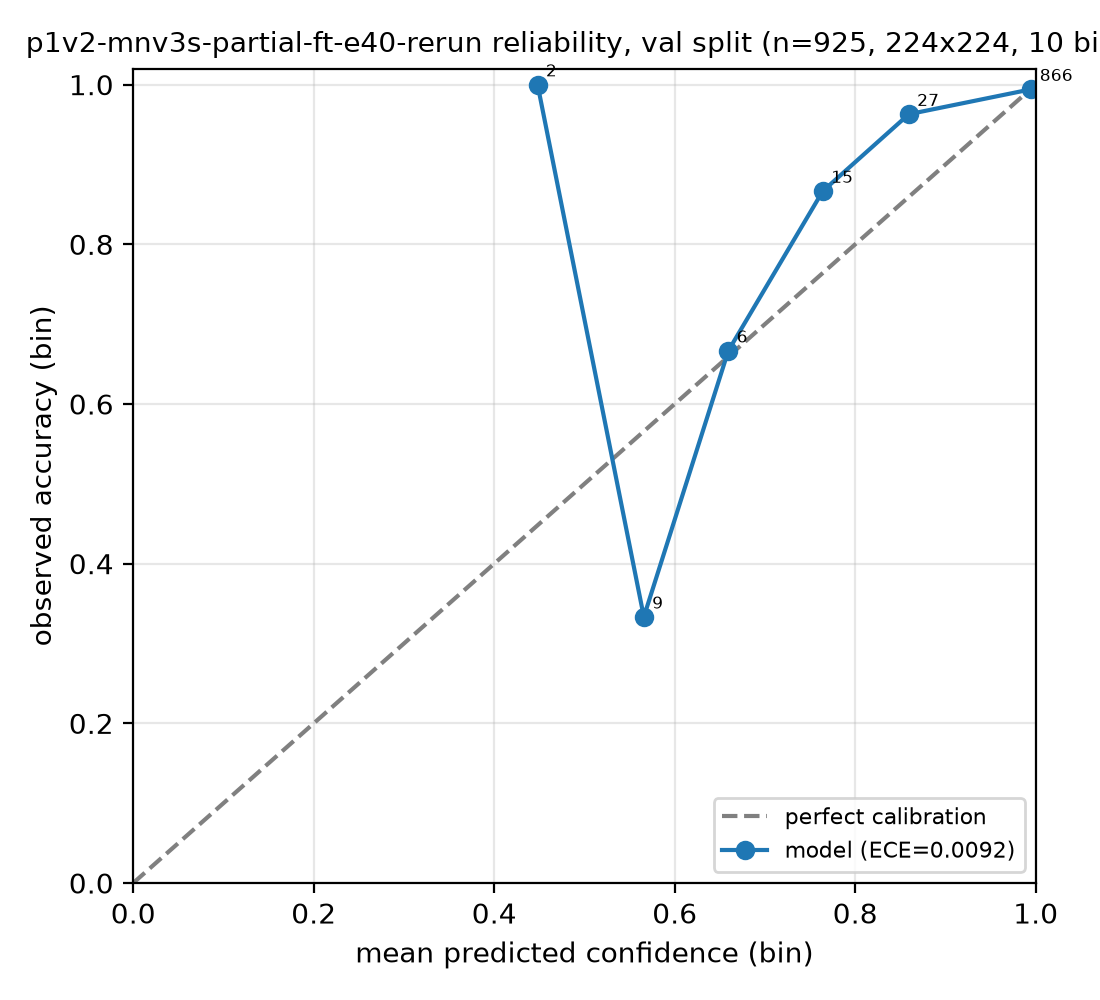 p1v2-mnv3s-partial-ft-e40-rerun reliability, val split (n=925, 224x224, 10 bi
2
866
27
15
6
9
1.0
0.8
0.6
0.4
0.2
0.0
observed accuracy (bin)
perfect calibration
model (ECE=0.0092)
0.0 0.2 0.4 0.6 0.8 1.0
mean predicted confidence (bin)